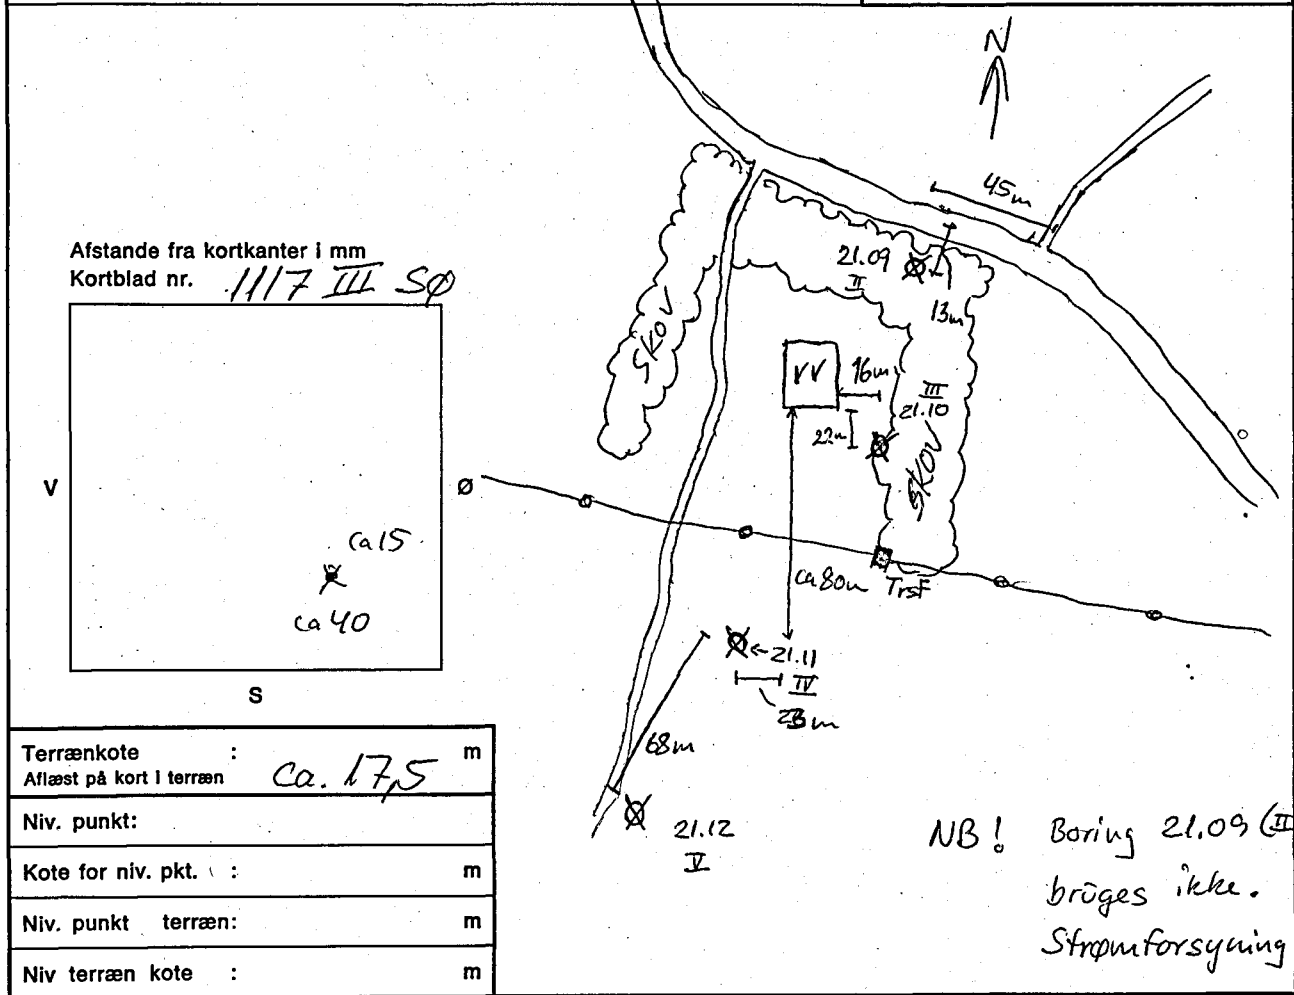 N
45m
21.09
II
13m
Afstande fra kortkanter i mm
Kortblad nr. 1117 III SØ
SKOV
VV
16m
III
21.10
22m
SKOV
V
Ø
ca 15
ca 40
S
ca 80m
Trsf
21.11
IV
23m
68m
21.12
V
Terrænkote : ca. 17,5 m
Aflæst på kort i terræn
Niv. punkt:
Kote for niv. pkt. : m
Niv. punkt terræn: m
Niv terræn kote : m
NB! Boring 21.09 (II
brŭges ikke.
Strømforsyning